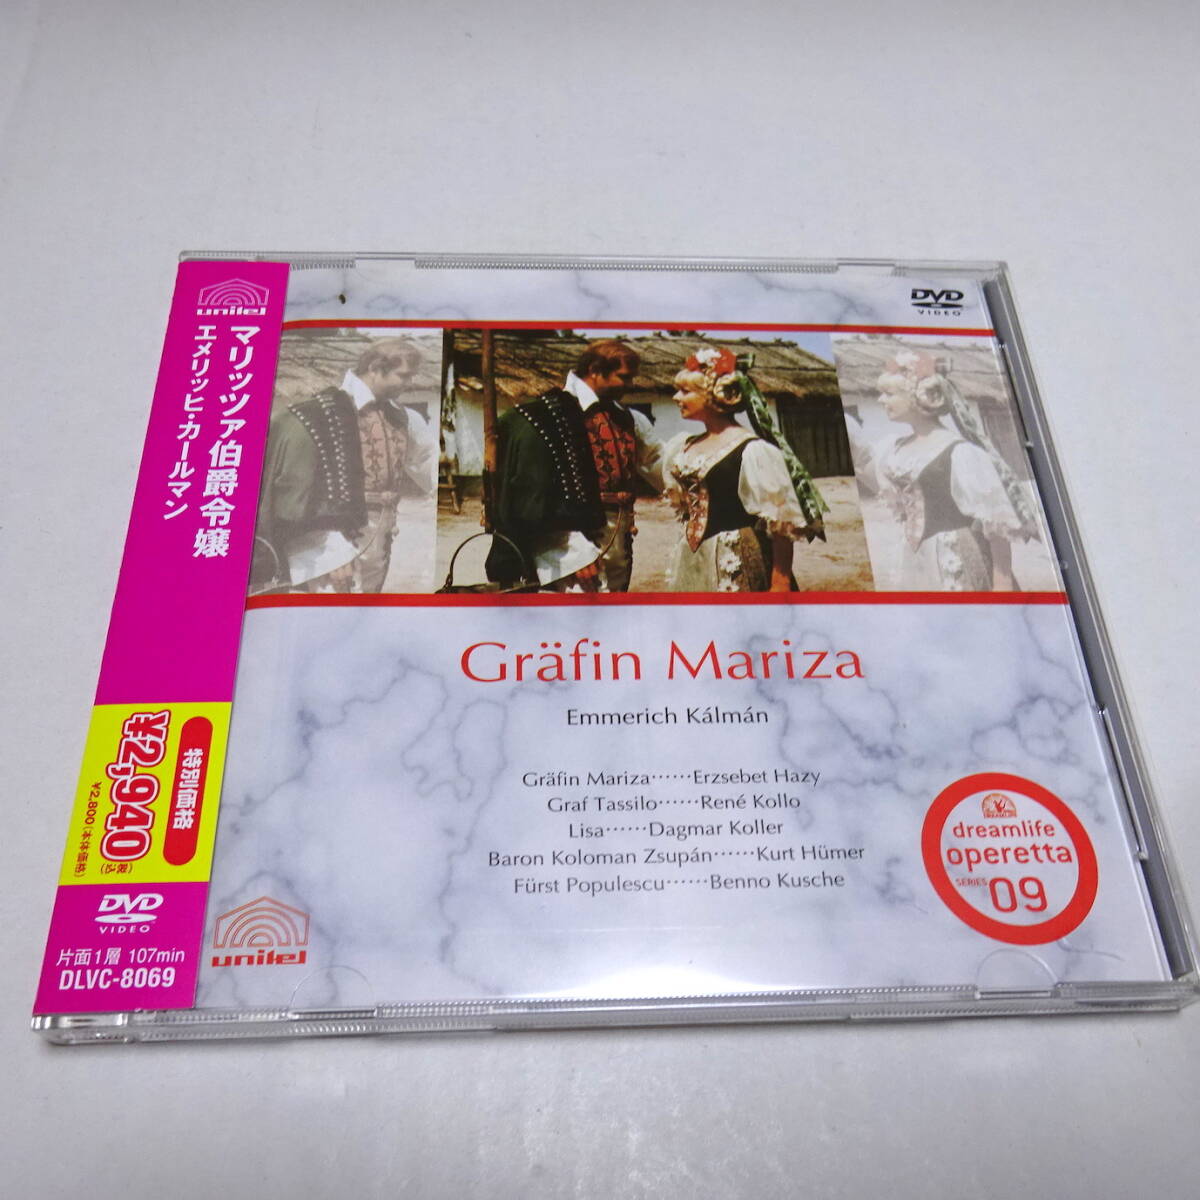 unitel
マリッツァ伯爵令嬢
エメリッヒ・カールマン
特別価格
¥2,940(税込)
¥2,800(本体価格)
DVD
VIDEO
片面1層 107min
DLVC-8069
DVD
VIDEO
Gräfin Mariza
Emmerich Kálmán
Gräfin Mariza……Erzsebet Hazy
Graf Tassilo……René Kollo
Lisa……Dagmar Koller
Baron Koloman Zsupán……Kurt Hümer
Fürst Populescu……Benno Kusche
unitel
DREAMLIFE
dreamlife
operetta
SERIES 09